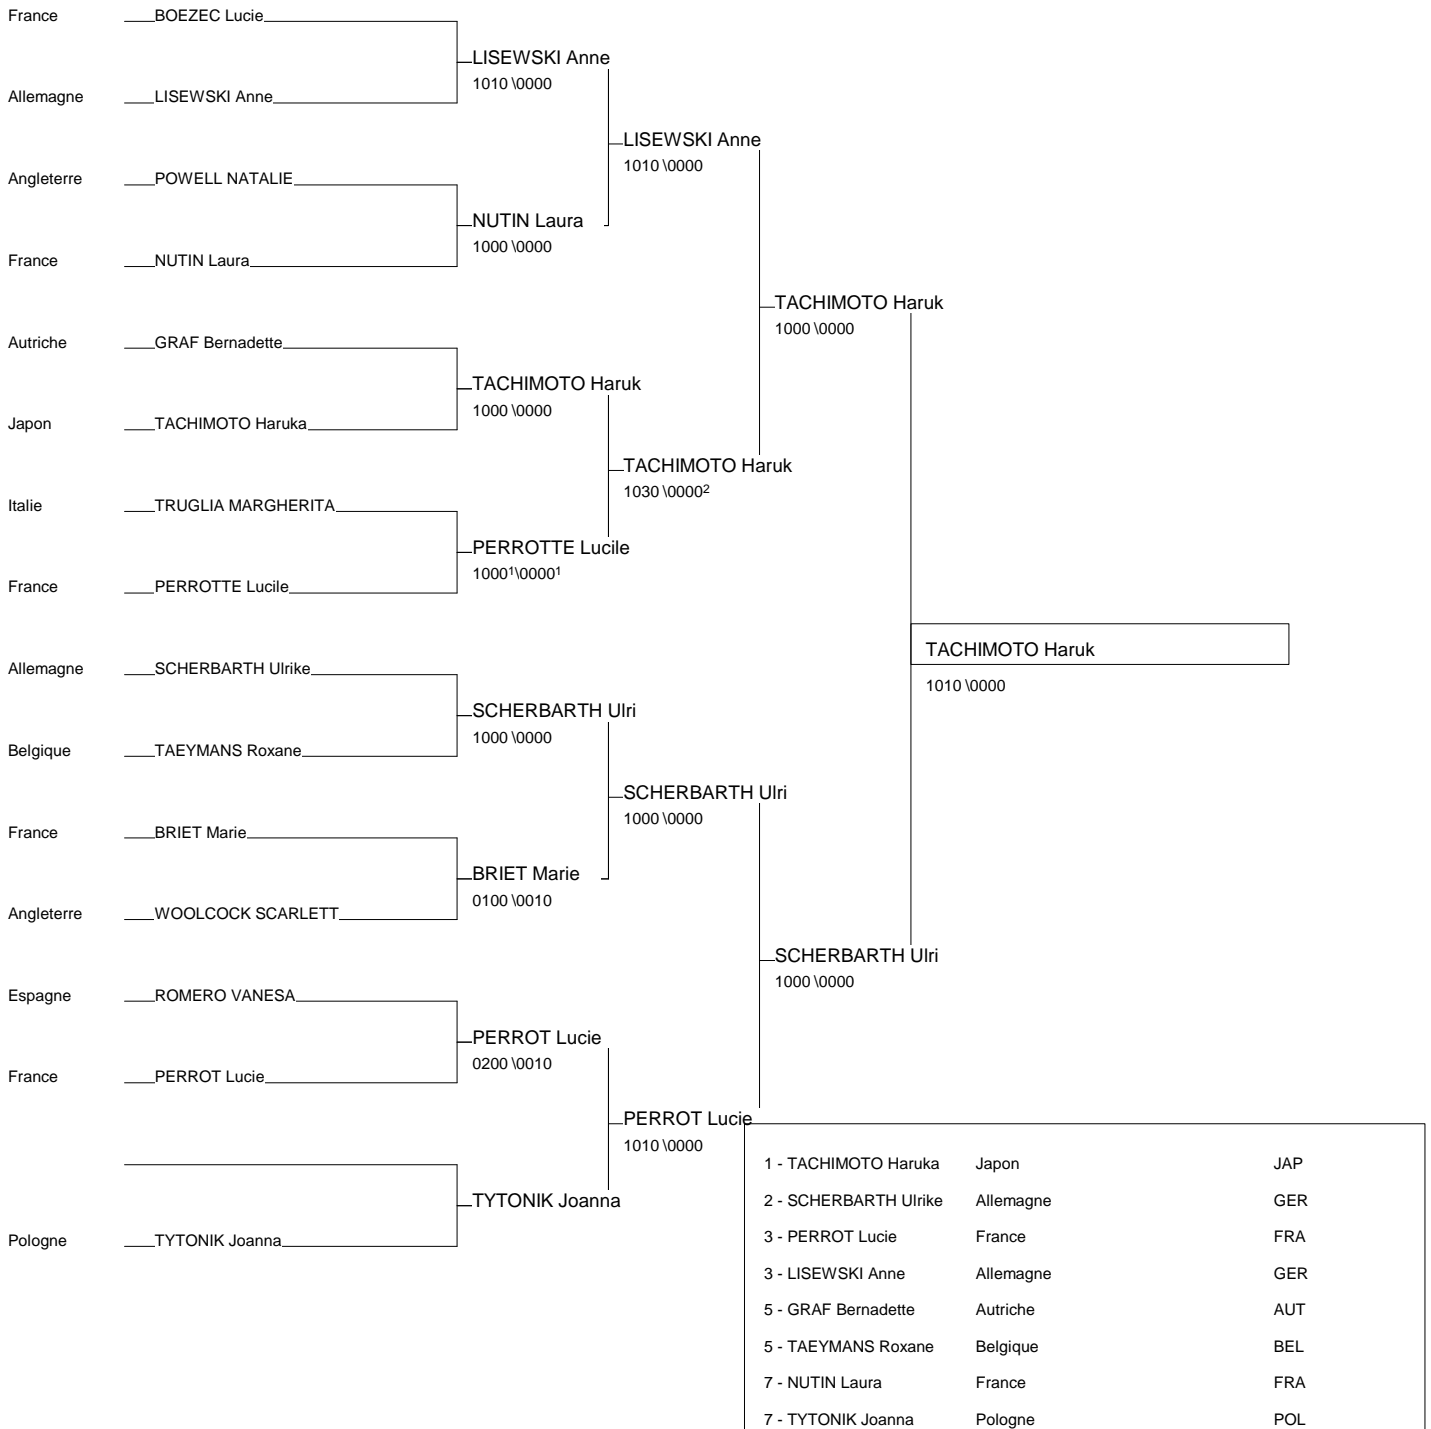 France BOEZEC Lucie
LISEWSKI Anne
1010 \0000
Allemagne LISEWSKI Anne
LISEWSKI Anne
1010 \0000
Angleterre POWELL NATALIE
NUTIN Laura
1000 \0000
France NUTIN Laura
TACHIMOTO Haruk
1000 \0000
Autriche GRAF Bernadette
TACHIMOTO Haruk
1000 \0000
Japon TACHIMOTO Haruka
TACHIMOTO Haruk
1030 \0000²
Italie TRUGLIA MARGHERITA
PERROTTE Lucile
1000¹\0000¹
France PERROTTE Lucile
TACHIMOTO Haruk
1010 \0000
Allemagne SCHERBARTH Ulrike
SCHERBARTH Ulri
1000 \0000
Belgique TAEYMANS Roxane
SCHERBARTH Ulri
1000 \0000
France BRIET Marie
BRIET Marie
0100 \0010
Angleterre WOOLCOCK SCARLETT
SCHERBARTH Ulri
1000 \0000
Espagne ROMERO VANESA
PERROT Lucie
0200 \0010
France PERROT Lucie
PERROT Lucie
1010 \0000
TYTONIK Joanna
Pologne TYTONIK Joanna
1 - TACHIMOTO Haruka Japon JAP
2 - SCHERBARTH Ulrike Allemagne GER
3 - PERROT Lucie France FRA
3 - LISEWSKI Anne Allemagne GER
5 - GRAF Bernadette Autriche AUT
5 - TAEYMANS Roxane Belgique BEL
7 - NUTIN Laura France FRA
7 - TYTONIK Joanna Pologne POL